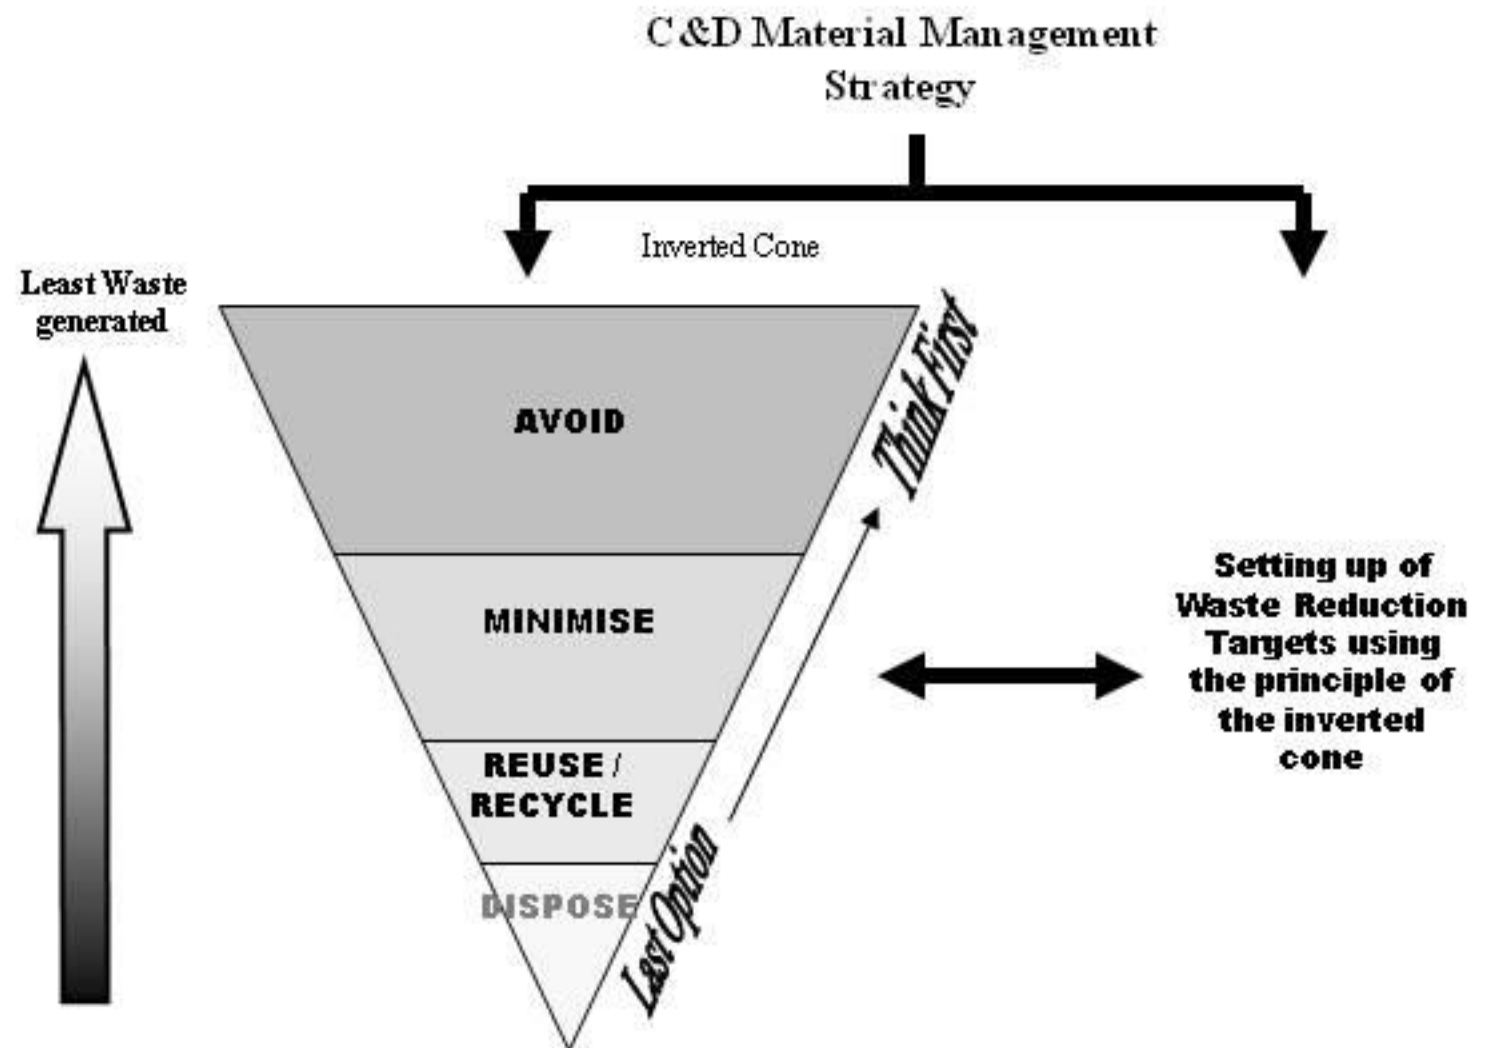 C&D Material Management
Strategy
Inverted Cone
Least Waste
generated
Think First
AVOID
MINIMISE
REUSE /
RECYCLE
DISPOSE
Last Option
Setting up of
Waste Reduction
Targets using
the principle of
the inverted
cone